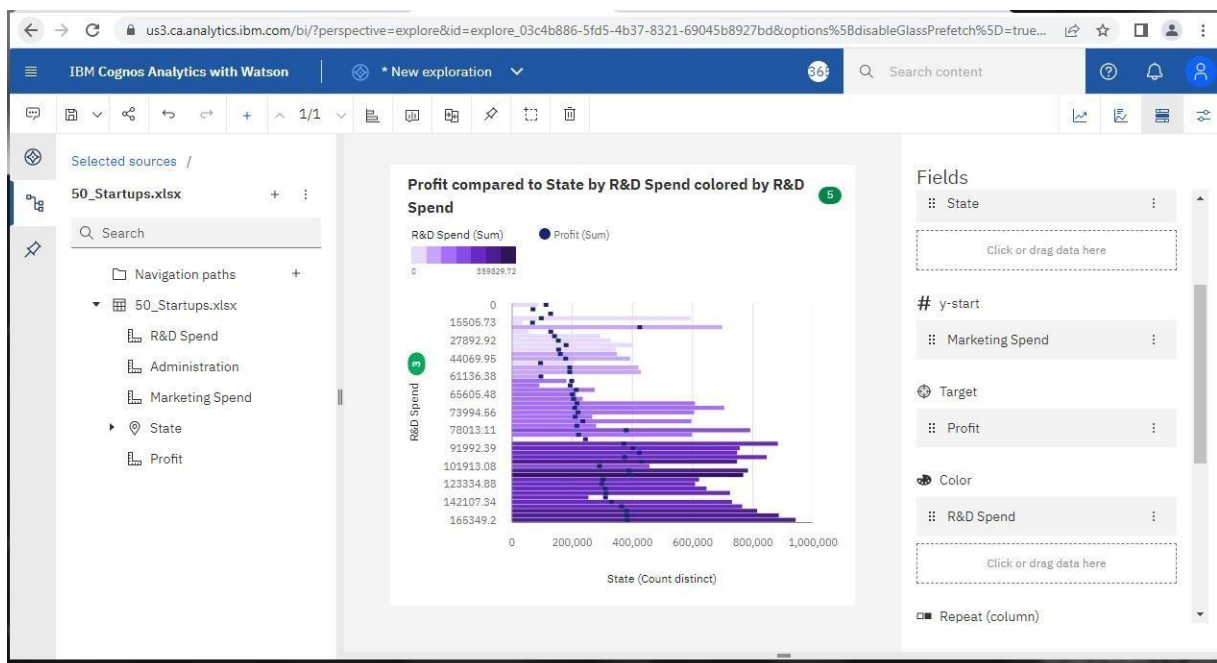 us3.ca.analytics.ibm.com/bi/?perspective=explore&id=explore_03c4b886-5fd5-4b37-8321-69045b8927bd&options%5BdisableGlassPrefetch%5D=true...
IBM Cognos Analytics with Watson
* New exploration
365
Search content
1/1
Selected sources /
50_Startups.xlsx
Search
Navigation paths
50_Startups.xlsx
R&D Spend
Administration
Marketing Spend
State
Profit
Profit compared to State by R&D Spend colored by R&D
Spend
5
R&D Spend (Sum)
Profit (Sum)
0
359829.72
3
R&D Spend
0
15505.73
27892.92
44069.95
61136.38
65605.48
73994.56
78013.11
91992.39
101913.08
123334.88
142107.34
165349.2
0
200,000
400,000
600,000
800,000
1,000,000
State (Count distinct)
Fields
State
Click or drag data here
# y-start
Marketing Spend
Target
Profit
Color
R&D Spend
Click or drag data here
Repeat (column)